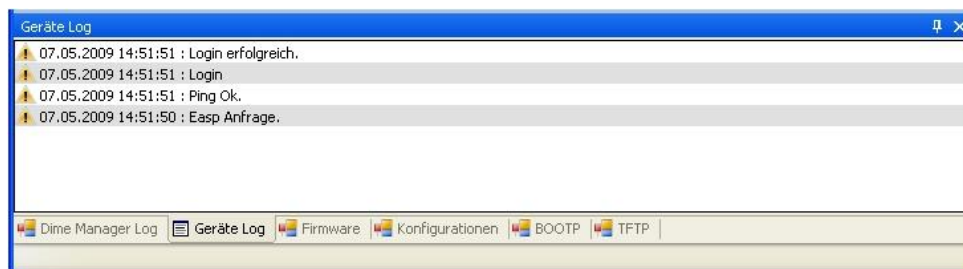 Geräte Log
07.05.2009 14:51:51 : Login erfolgreich.
07.05.2009 14:51:51 : Login
07.05.2009 14:51:51 : Ping Ok.
07.05.2009 14:51:50 : Easp Anfrage.
Dime Manager Log Geräte Log Firmware Konfigurationen BOOTP TFTP